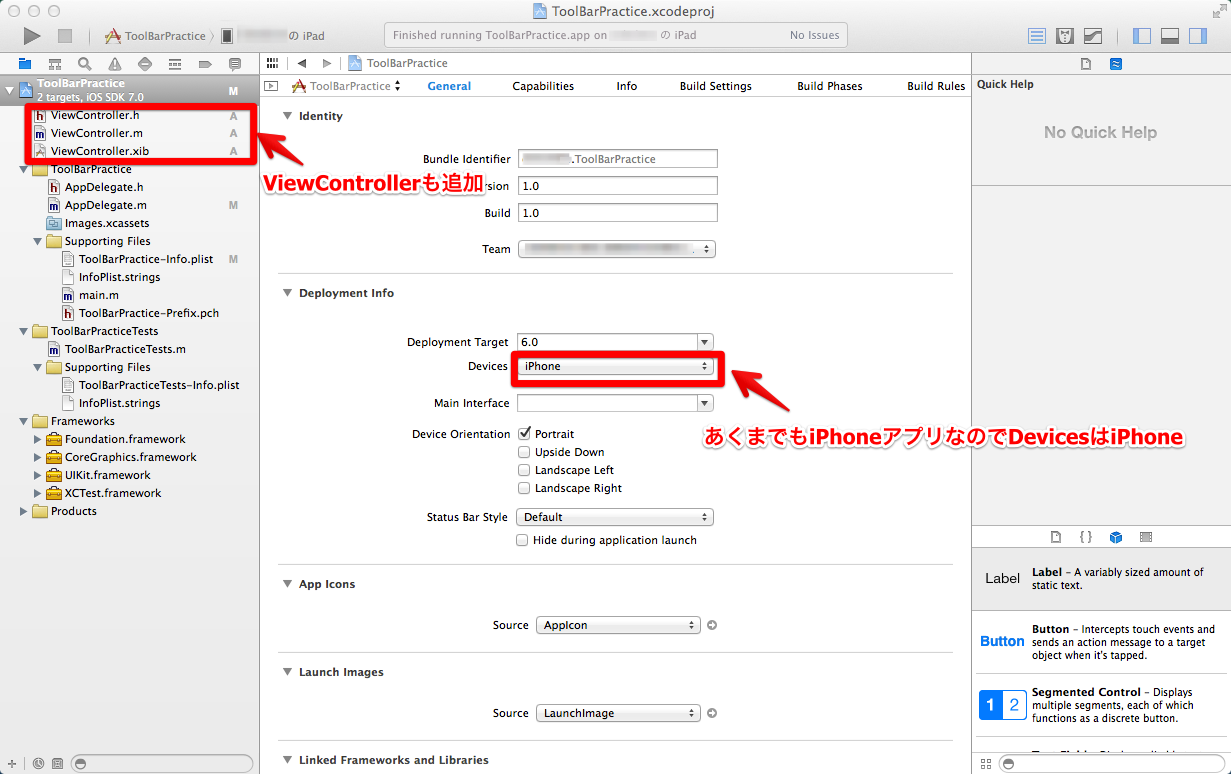 ToolBarPractice.xcodeproj
ToolBarPractice
の iPad
Finished running ToolBarPractice.app on
の iPad
No Issues
ToolBarPractice
ToolBarPractice
2 targets, iOS SDK 7.0
M
ViewController.h
A
ViewController.m
A
ViewController.xib
A
ToolBarPractice
AppDelegate.h
AppDelegate.m
M
Images.xcassets
Supporting Files
ToolBarPractice-Info.plist
M
InfoPlist.strings
main.m
ToolBarPractice-Prefix.pch
ToolBarPracticeTests
ToolBarPracticeTests.m
Supporting Files
ToolBarPracticeTests-Info.plist
InfoPlist.strings
Frameworks
Foundation.framework
CoreGraphics.framework
UIKit.framework
XCTest.framework
Products
ViewControllerも追加
ToolBarPractice
General
Capabilities
Info
Build Settings
Build Phases
Build Rules
Identity
Bundle Identifier
.ToolBarPractice
1.0
Build
1.0
Team
Deployment Info
Deployment Target
6.0
Devices
iPhone
あくまでもiPhoneアプリなのでDevicesはiPhone
Main Interface
Device Orientation
Portrait
Upside Down
Landscape Left
Landscape Right
Status Bar Style
Default
Hide during application launch
App Icons
Source
AppIcon
Launch Images
Source
LaunchImage
Linked Frameworks and Libraries
Quick Help
No Quick Help
Label
Label – A variably sized amount of
static text.
Button
Button – Intercepts touch events and
sends an action message to a target
object when it's tapped.
1 2
Segmented Control – Displays
multiple segments, each of which
functions as a discrete button.